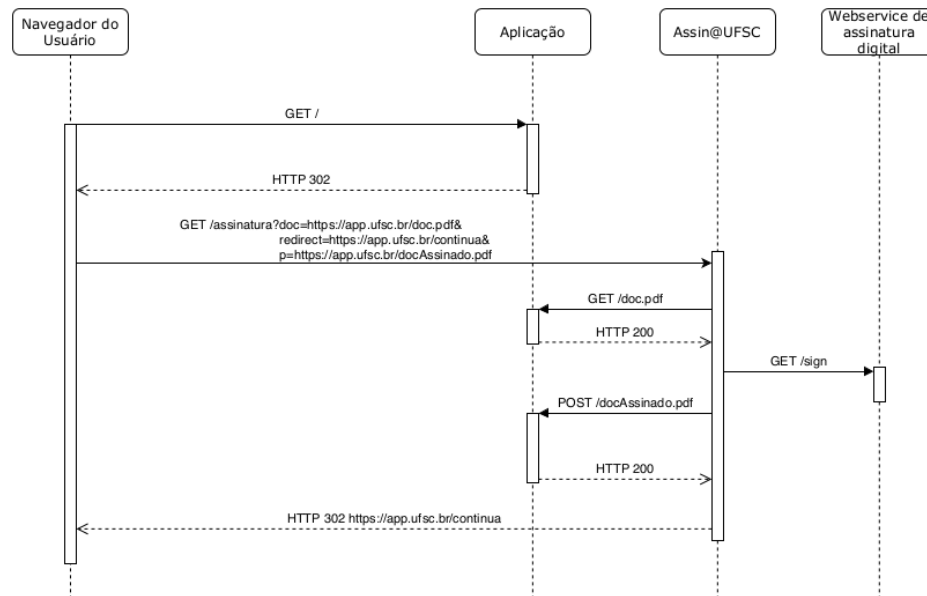 Navegador do
Usuário
Aplicação
Assin@UFSC
Webservice de
assinatura
digital
GET /
HTTP 302
GET /assinatura?doc=https://app.ufsc.br/doc.pdf&
redirect=https://app.ufsc.br/continua&
p=https://app.ufsc.br/docAssinado.pdf
GET /doc.pdf
HTTP 200
GET /sign
POST /docAssinado.pdf
HTTP 200
HTTP 302 https://app.ufsc.br/continua